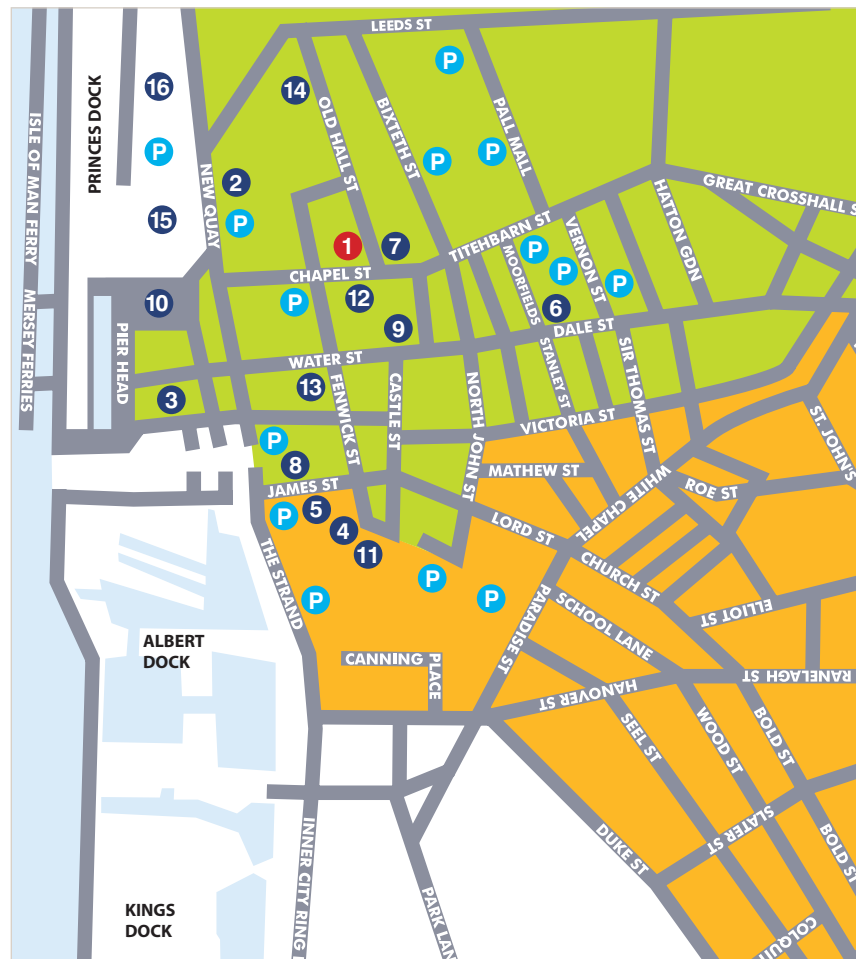 LEEDS ST
16
14
P
PRINCES DOCK
ISLE OF MAN FERRY
OLD HALL ST
BIXTETH ST
PALL MALL
P
P
P
NEW QUAY
2
15
P
HATTON GDN
GREAT CROSSHALL S
TITEHBARN ST
VERNON ST
MOORFIELDS
1
7
P
P
P
CHAPEL ST
10
P
12
6
9
DALE ST
MERSEY FERRIES
PIER HEAD
WATER ST
STANLEY ST
SIR THOMAS ST
3
13
FENWICK ST
CASTLE ST
NORTH JOHN ST
VICTORIA ST
ST. JOHN'S
P
8
MATHEW ST
WHITE CHAPEL
ROE ST
JAMES ST
P
5
4
11
LORD ST
CHURCH ST
THE STRAND
P
P
P
PARADISE ST
SCHOOL LANE
ELLIOT ST
ALBERT
DOCK
CANNING
PLACE
HANOVER ST
RANELAGH ST
SEEL ST
WOOD ST
BOLD ST
SLATER ST
BOLD ST
DUKE ST
INNER CITY RING
PARK LAN
COLQUIT
KINGS
DOCK